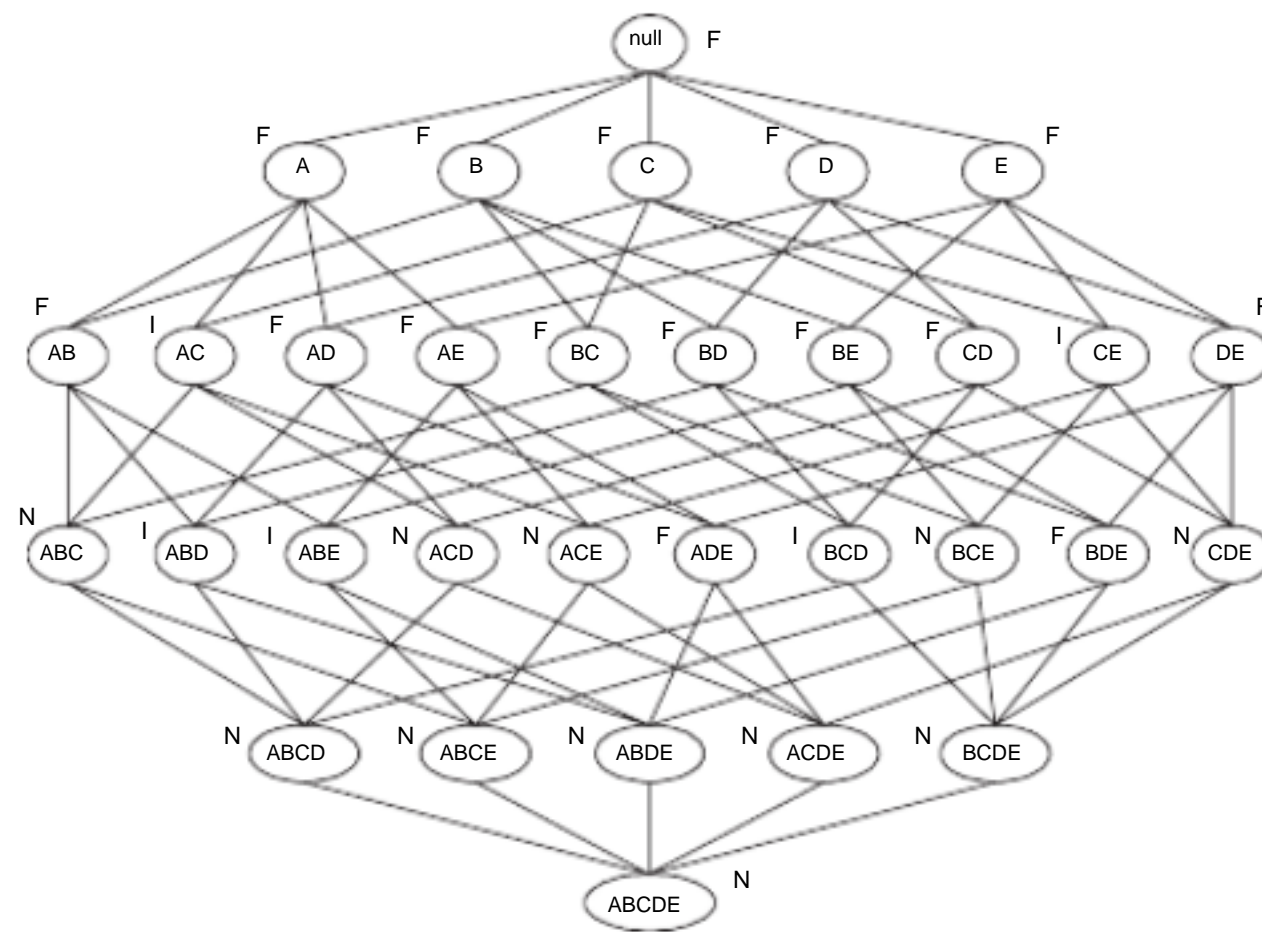 null F
F F F F F
A B C D E
F I F F F F F F I F
AB AC AD AE BC BD BE CD CE DE
N I I N N F I N F N
ABC ABD ABE ACD ACE ADE BCD BCE BDE CDE
N N N N N
ABCD ABCE ABDE ACDE BCDE
N
ABCDE